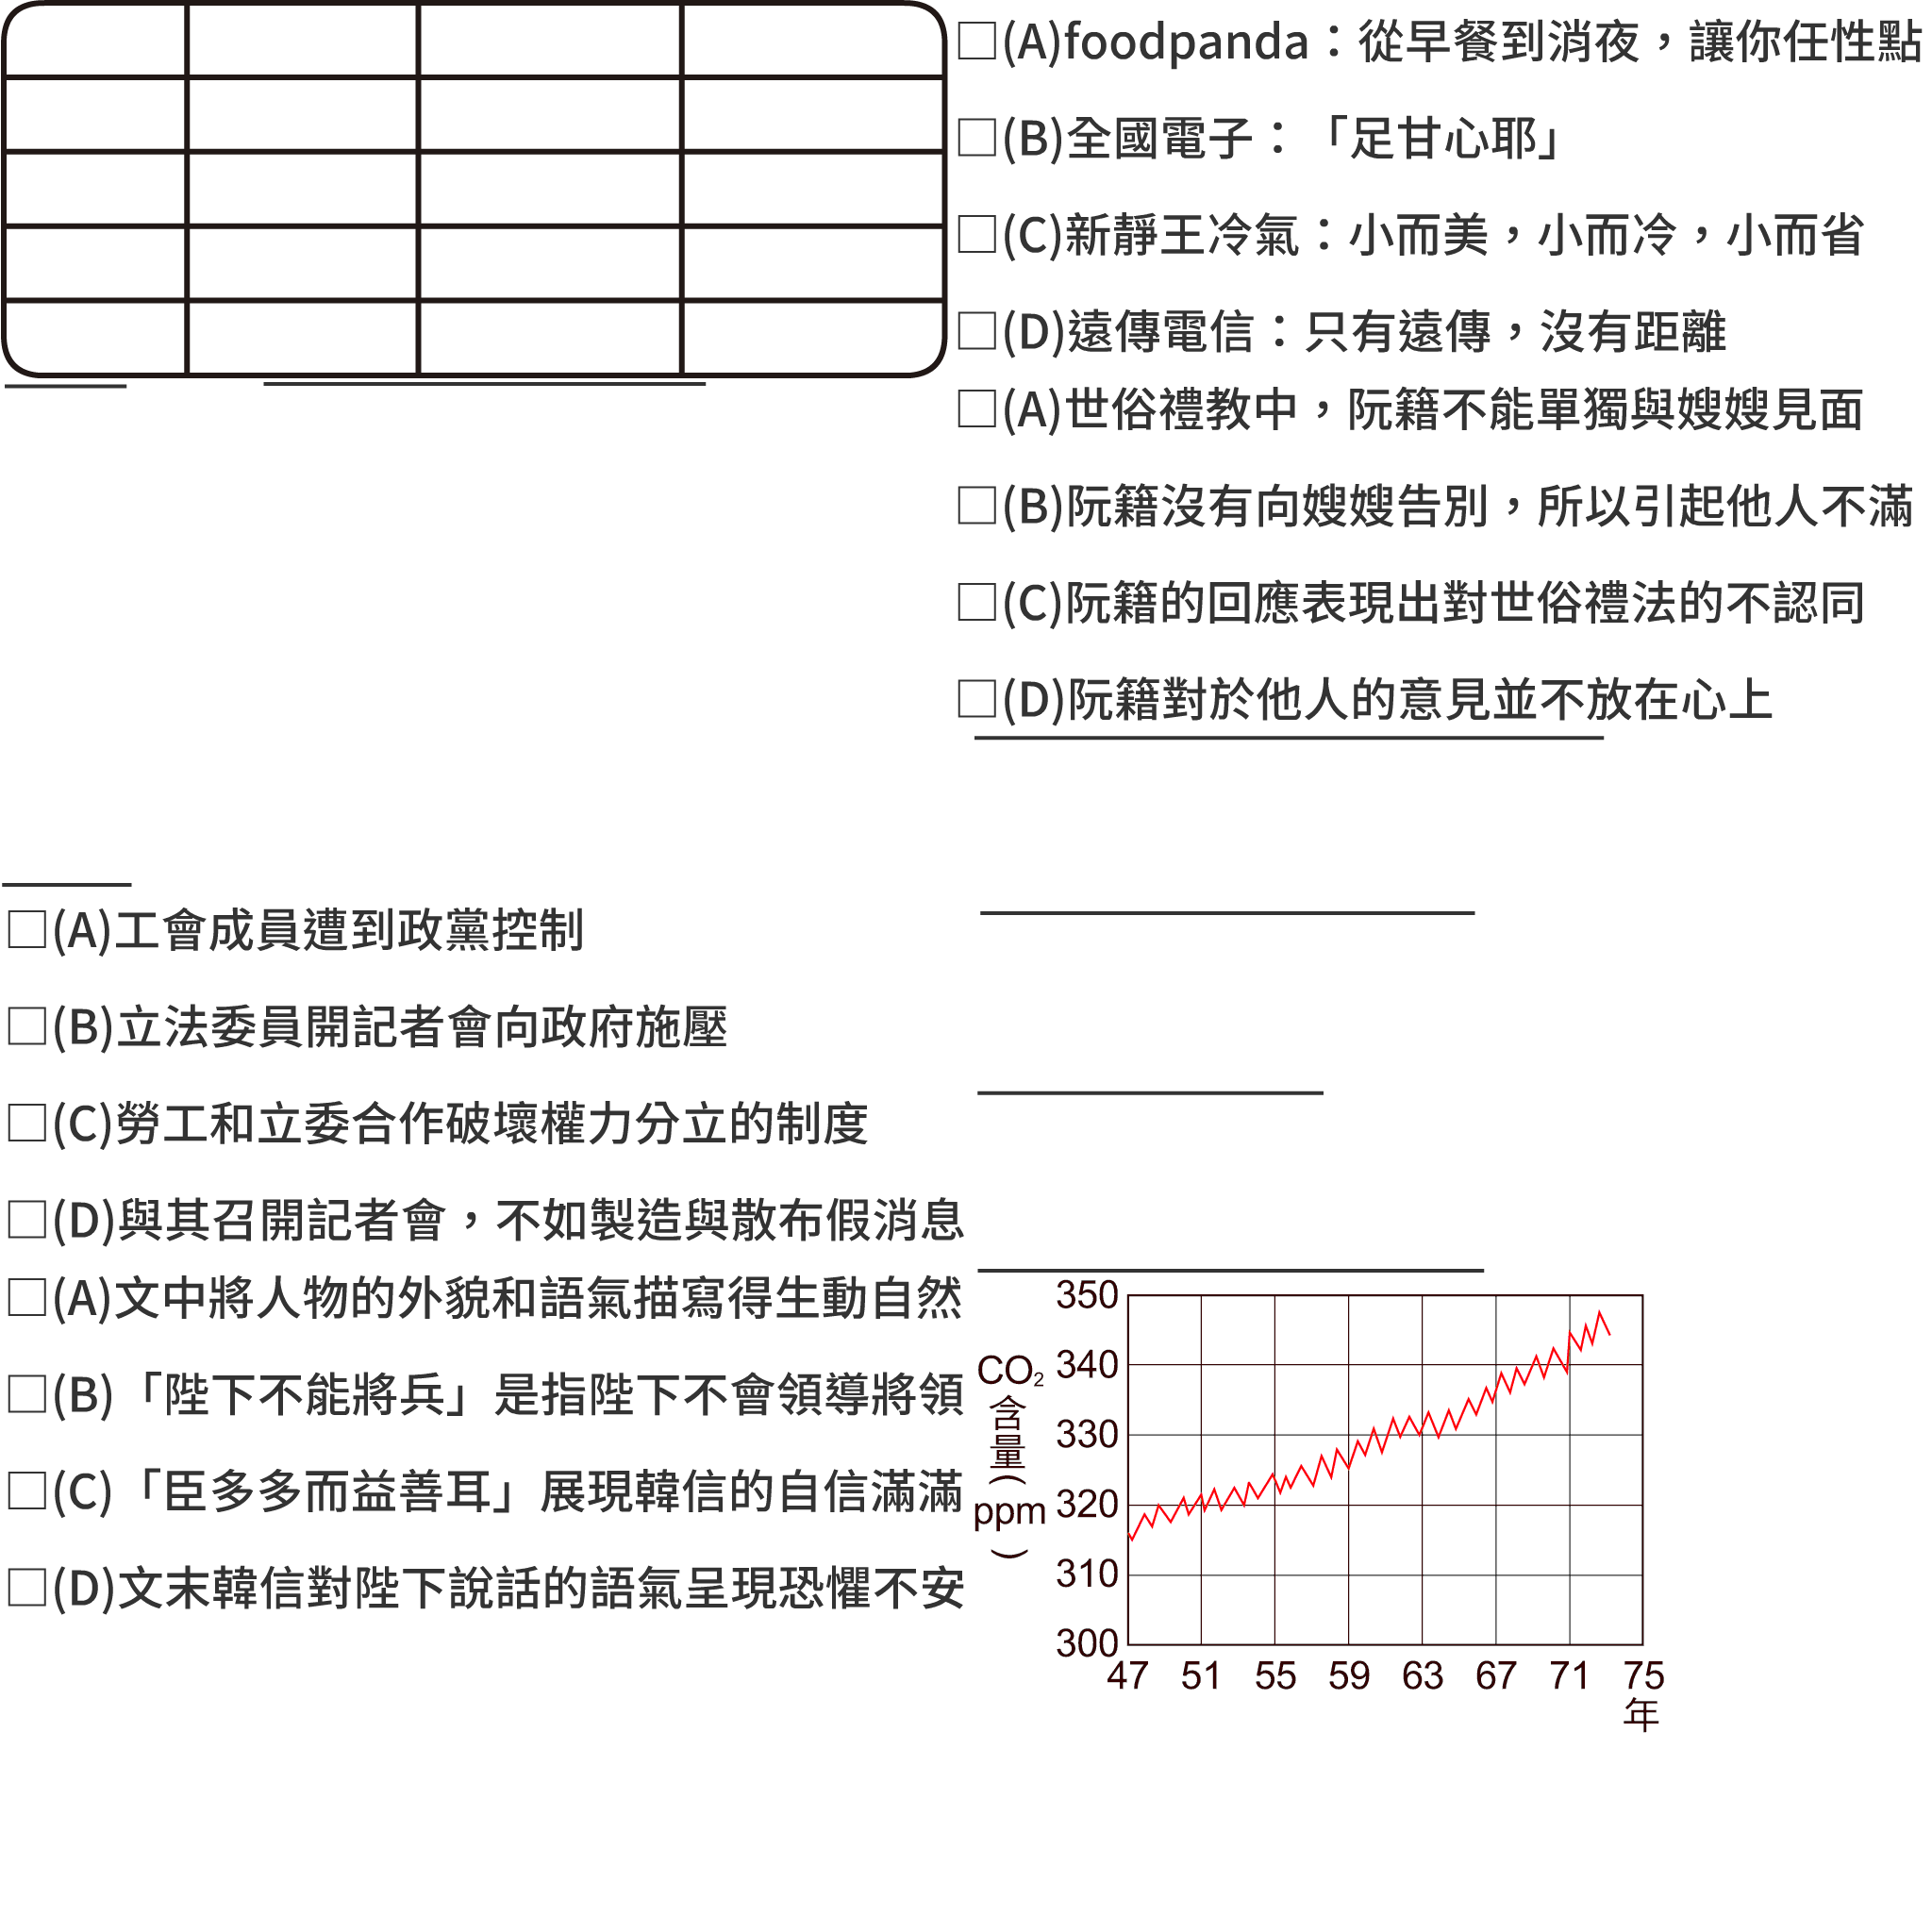 □(A)foodpanda：從早餐到消夜，讓你任性點
□(B)全國電子：「足甘心耶」
□(C)新靜王冷氣：小而美，小而冷，小而省
□(D)遠傳電信：只有遠傳，沒有距離
□(A)世俗禮教中，阮籍不能單獨與嫂嫂見面
□(B)阮籍沒有向嫂嫂告別，所以引起他人不滿
□(C)阮籍的回應表現出對世俗禮法的不認同
□(D)阮籍對於他人的意見並不放在心上
□(A)工會成員遭到政黨控制
□(B)立法委員開記者會向政府施壓
□(C)勞工和立委合作破壞權力分立的制度
□(D)與其召開記者會，不如製造與散布假消息
□(A)文中將人物的外貌和語氣描寫得生動自然
□(B)「陛下不能將兵」是指陛下不會領導將領
□(C)「臣多多而益善耳」展現韓信的自信滿滿
□(D)文末韓信對陛下說話的語氣呈現恐懼不安
CO₂含量(ppm)
350
340
330
320
310
300
47 51 55 59 63 67 71 75
年